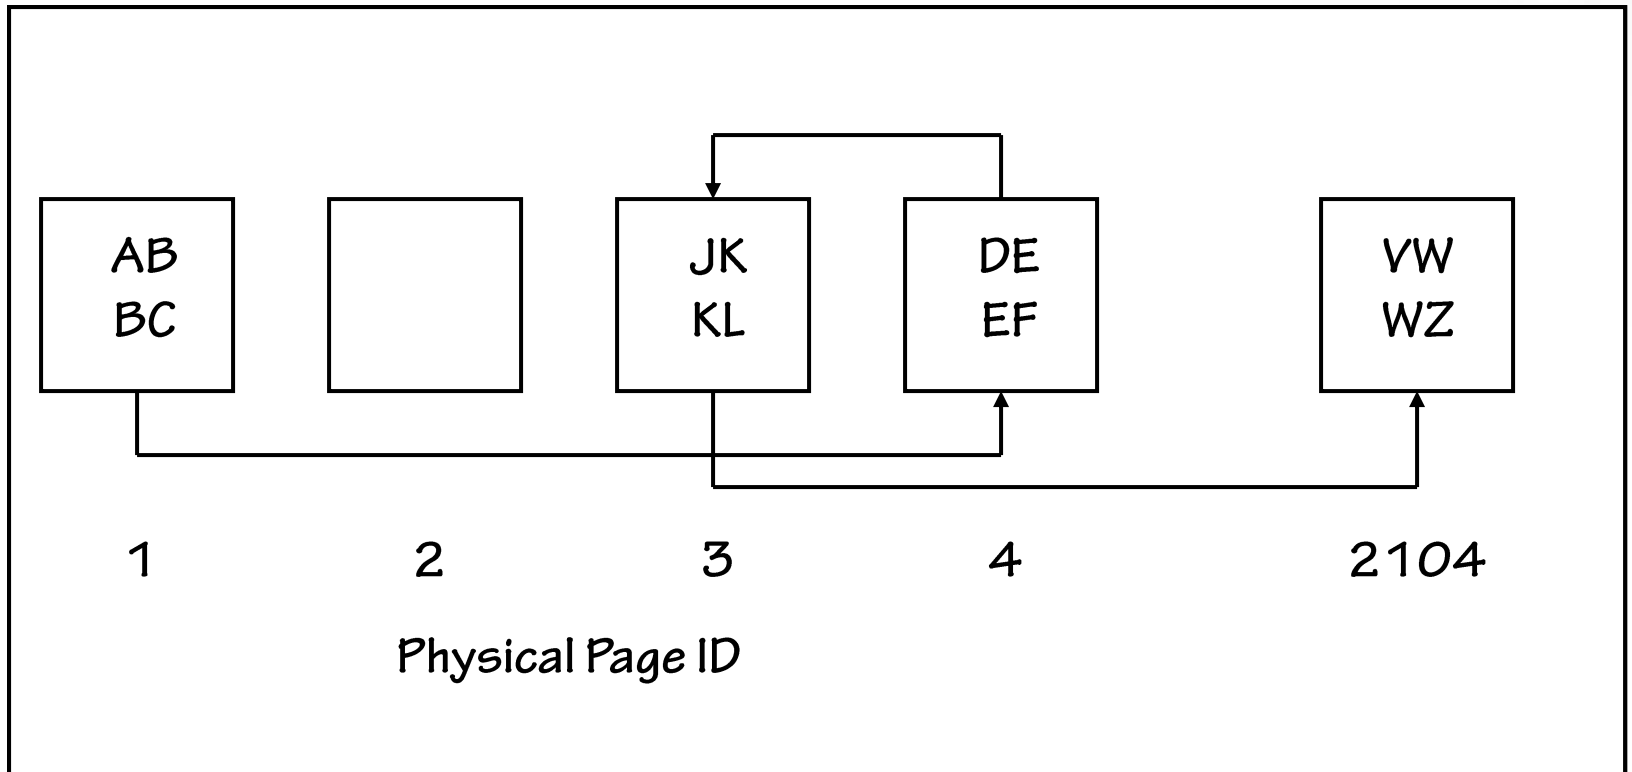 AB
BC
JK
KL
DE
EF
VW
WZ
1 2 3 4 2104
Physical Page ID